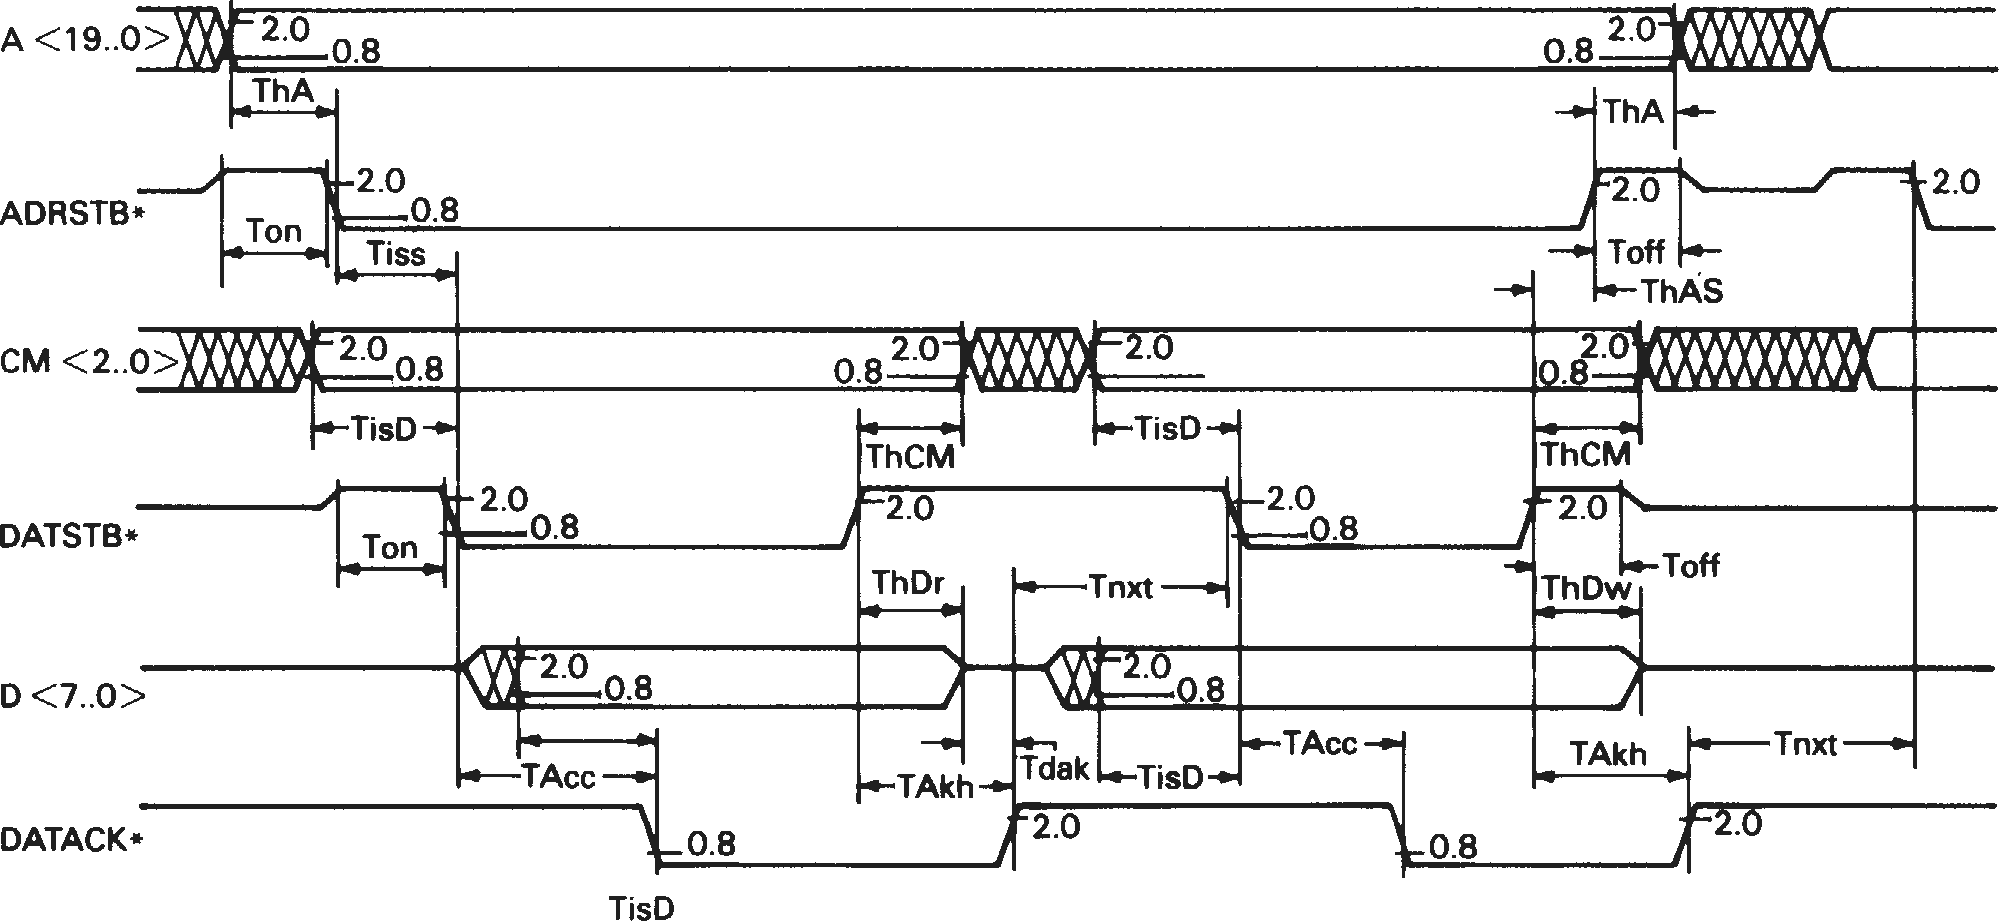 A <19..0>
2.0
0.8
2.0
0.8
ThA
ThA
ADRSTB*
2.0
0.8
2.0
2.0
Ton
Tiss
Toff
ThAS
CM <2..0>
2.0
0.8
2.0
0.8
2.0
2.0
0.8
TisD
ThCM
TisD
ThCM
DATSTB*
2.0
0.8
2.0
2.0
0.8
2.0
Ton
ThDr
Tnxt
ThDw
Toff
D <7..0>
2.0
0.8
2.0
0.8
TAcc
TAkh
Tdak
TisD
TAcc
TAkh
Tnxt
DATACK*
0.8
2.0
0.8
2.0
TisD